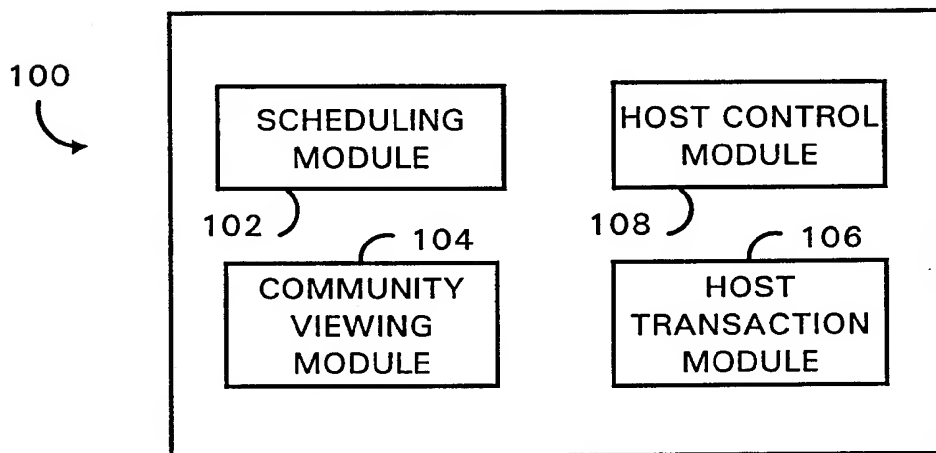 100
SCHEDULING
MODULE
HOST CONTROL
MODULE
102
108
104
106
COMMUNITY
VIEWING
MODULE
HOST
TRANSACTION
MODULE